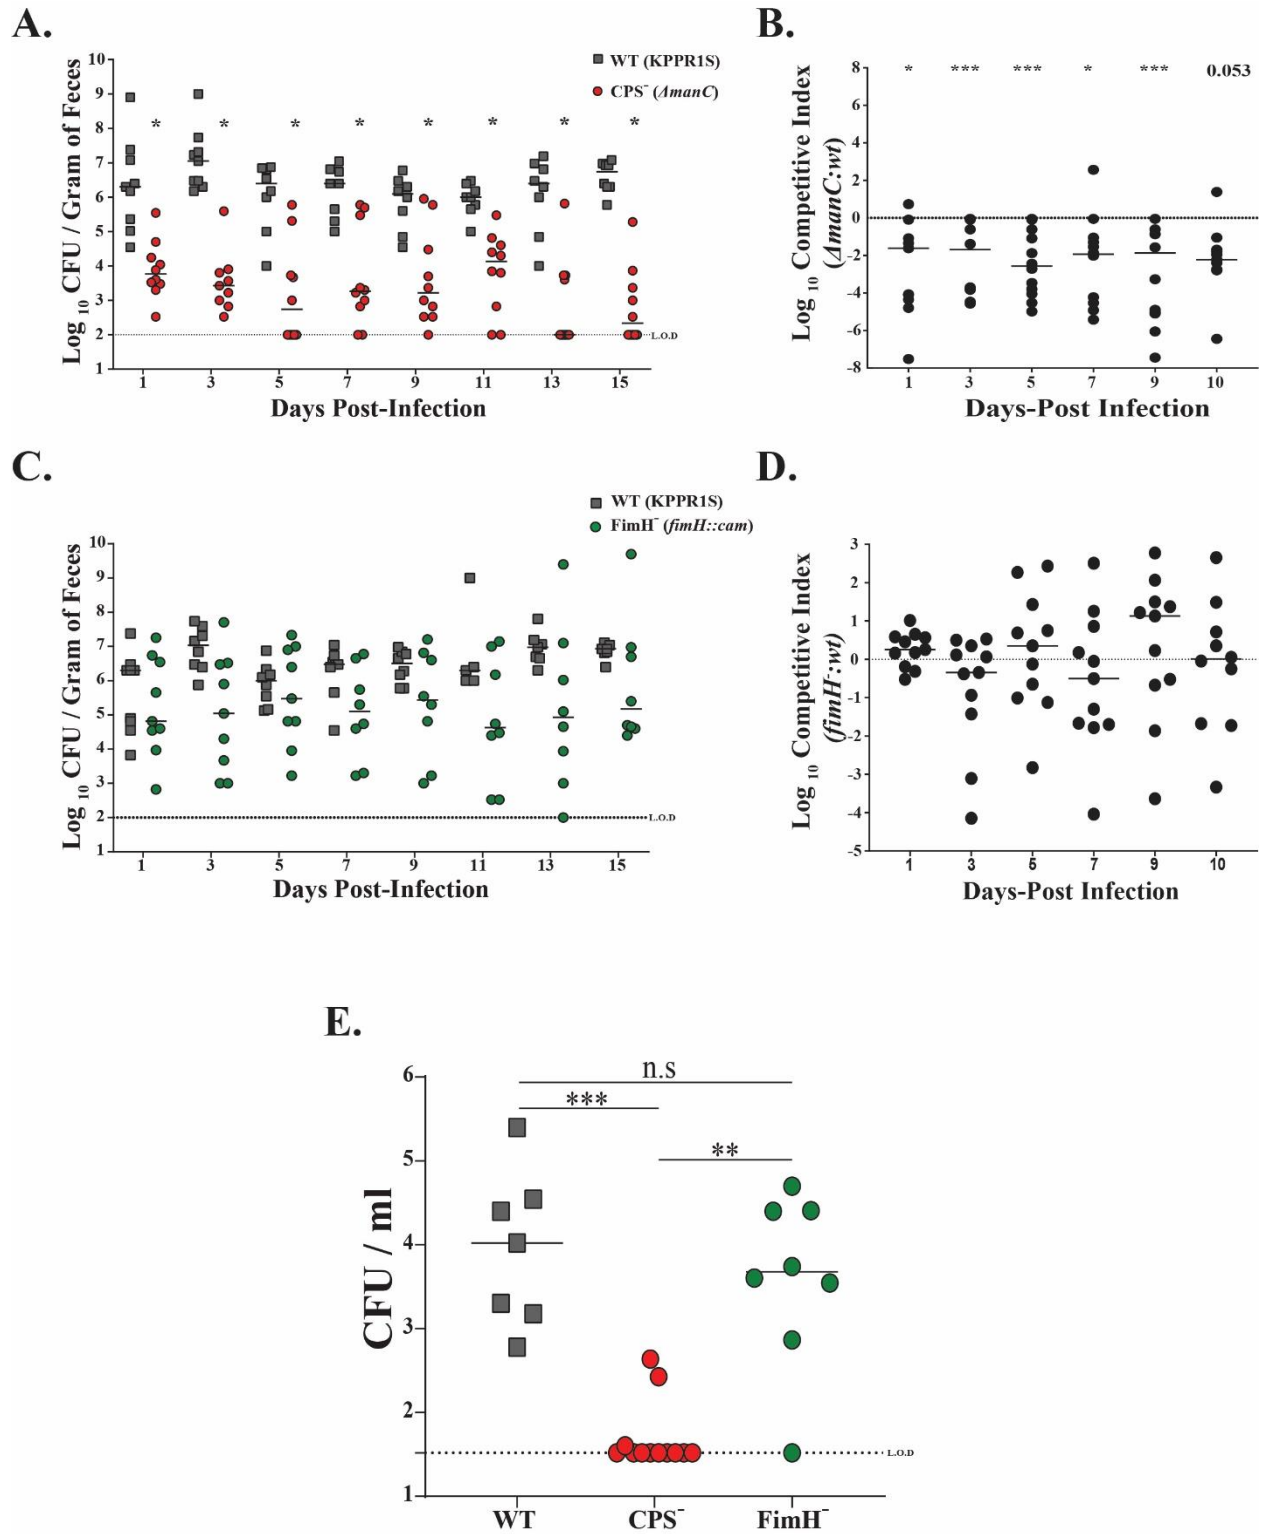 A.
WT (KPPR1S)
CPS⁻ (ΔmanC)
Log 10 CFU / Gram of Feces
10
9
8
7
6
5
4
3
2
1
* * * * * * * *
L.O.D
1 3 5 7 9 11 13 15
Days Post-Infection
B.
Log 10 Competitive Index
(ΔmanC:wt)
8
6
4
2
0
-2
-4
-6
-8
* *** *** * *** 0.053
1 3 5 7 9 10
Days-Post Infection
C.
WT (KPPR1S)
FimH⁻ (fimH::cam)
Log 10 CFU / Gram of Feces
10
9
8
7
6
5
4
3
2
1
L.O.D
1 3 5 7 9 11 13 15
Days Post-Infection
D.
Log 10 Competitive Index
(fimH⁻:wt)
3
2
1
0
-1
-2
-3
-4
-5
1 3 5 7 9 10
Days-Post Infection
E.
CFU / ml
6
5
4
3
2
1
n.s
***
**
L.O.D
WT CPS⁻ FimH⁻